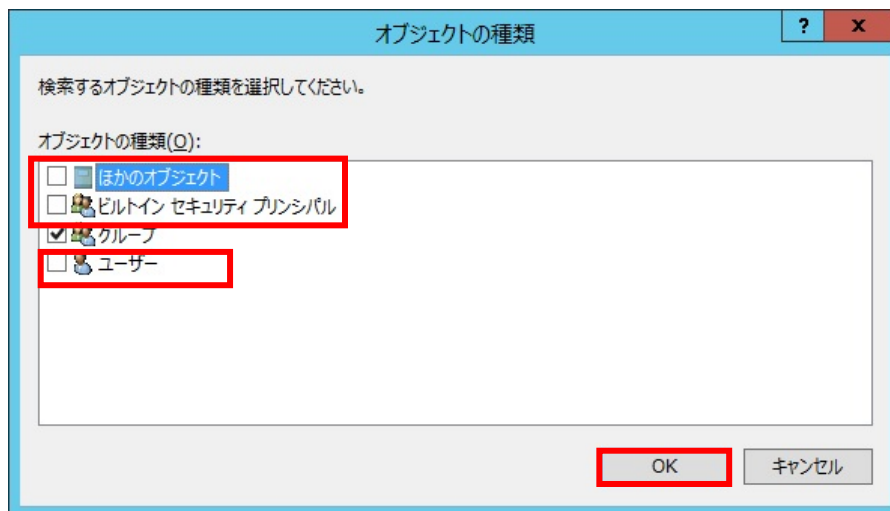 オブジェクトの種類
? x
検索するオブジェクトの種類を選択してください。
オブジェクトの種類(O):
ほかのオブジェクト
ビルトイン セキュリティ プリンシパル
グループ
ユーザー
OK キャンセル